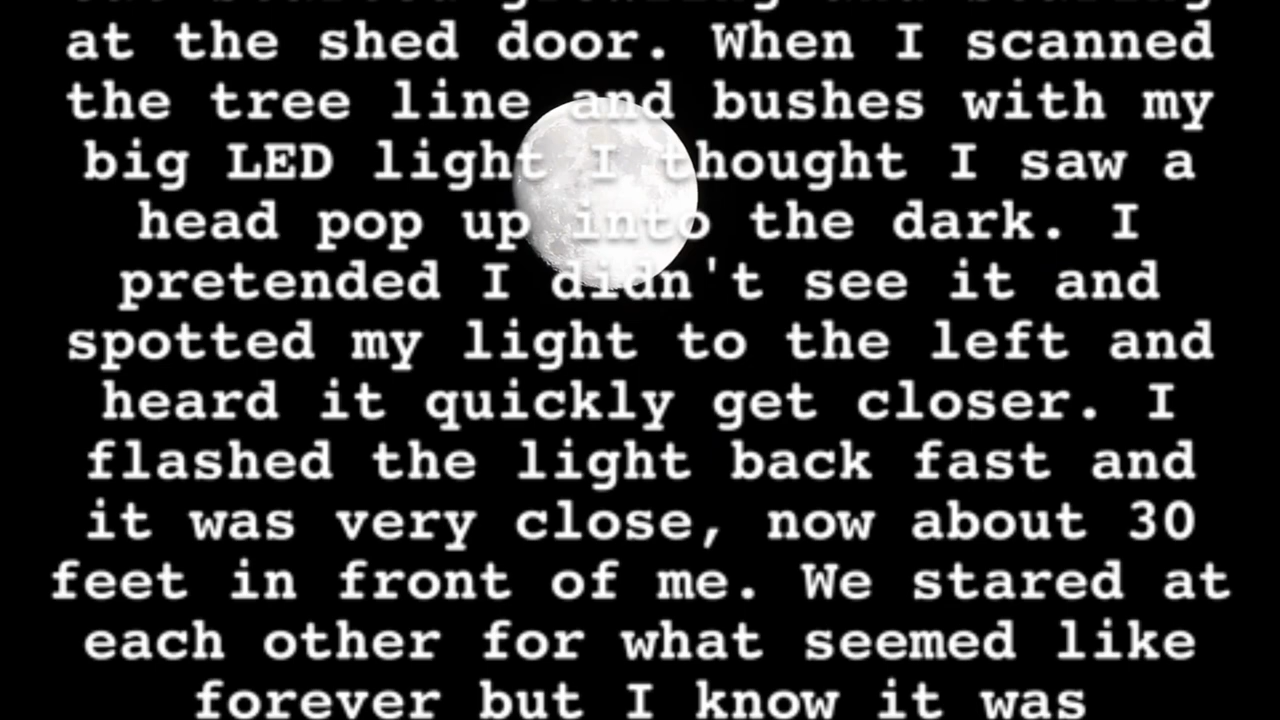 at the shed door. When I scanned
the tree line and bushes with my
big LED light I thought I saw a
head pop up into the dark. I
pretended I didn't see it and
spotted my light to the left and
heard it quickly get closer. I
flashed the light back fast and
it was very close, now about 30
feet in front of me. We stared at
each other for what seemed like
forever but I know it was